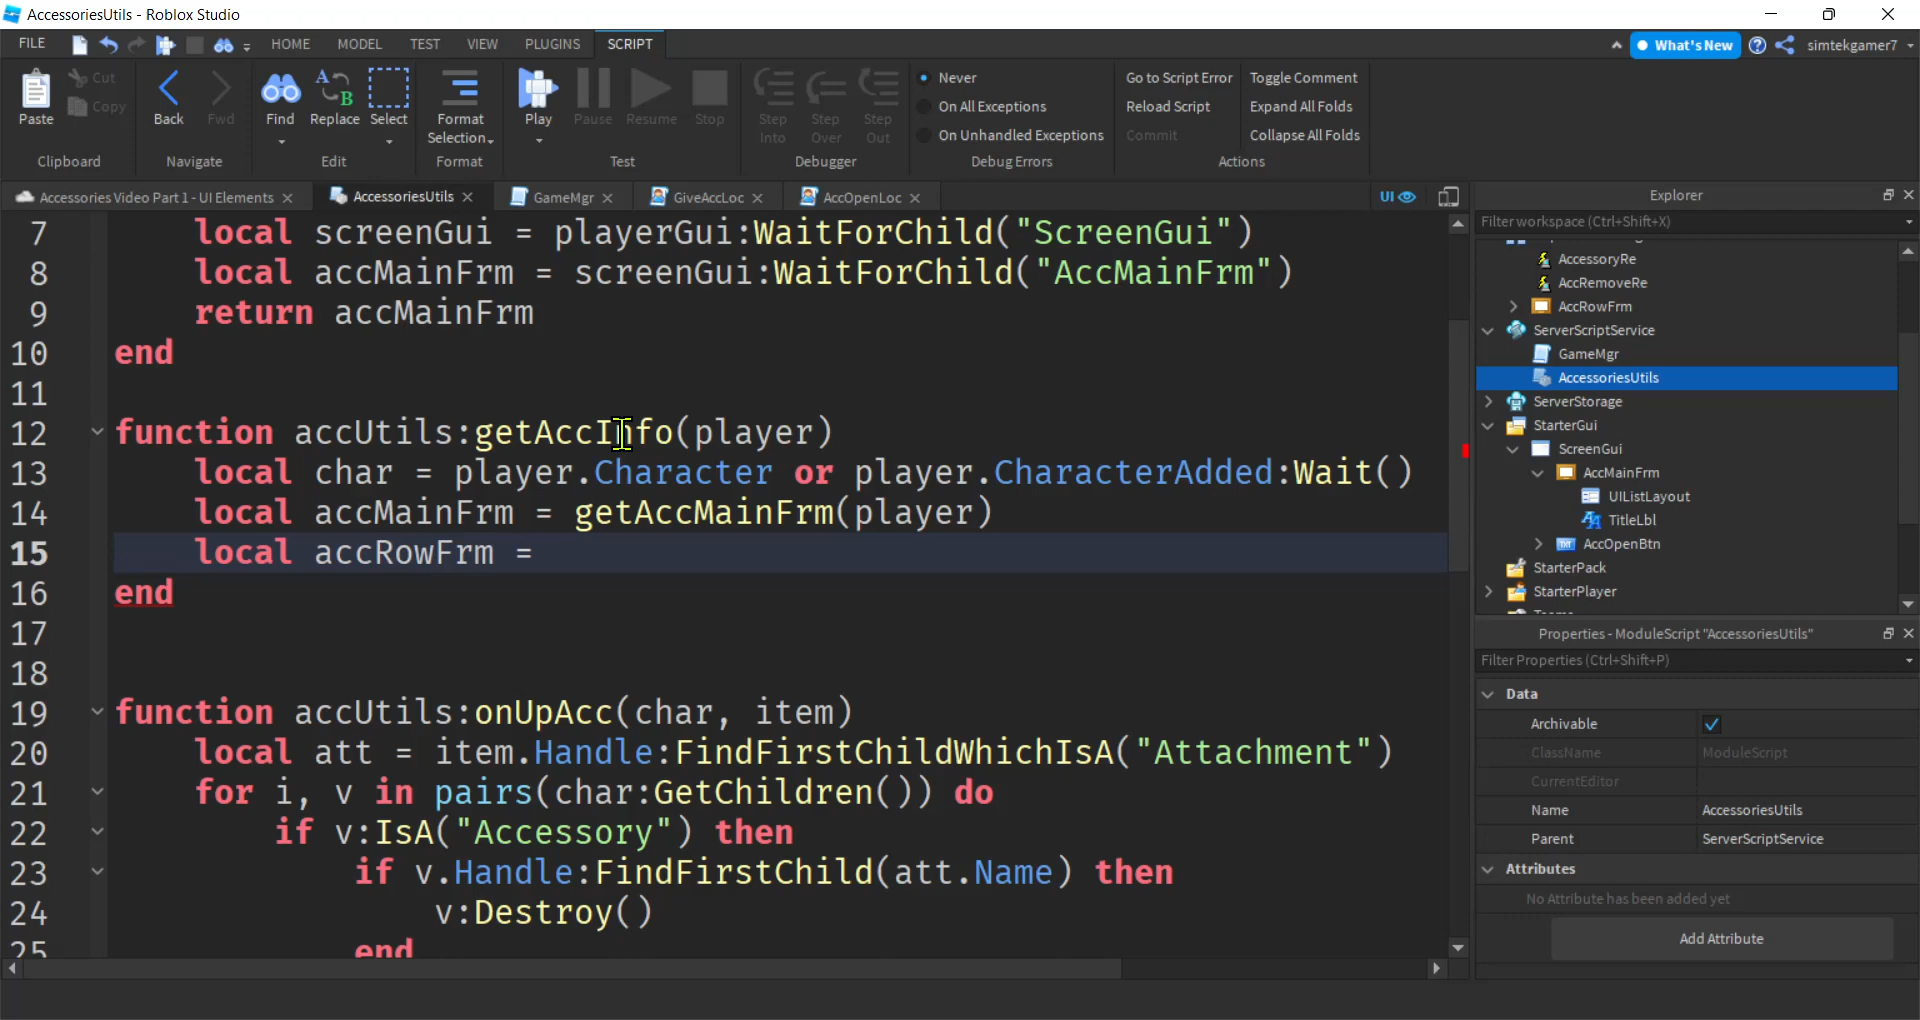 AccessoriesUtils - Roblox Studio
FILE HOME MODEL TEST VIEW PLUGINS SCRIPT What's New simtekgamer7
Paste Cut Copy Back Fwd Find Replace Select Format Selection Play Pause Resume Stop Step Into Step Over Step Out
Never Go to Script Error Toggle Comment
On All Exceptions Reload Script Expand All Folds
On Unhandled Exceptions Commit Collapse All Folds
Clipboard Navigate Edit Format Test Debugger Debug Errors Actions
Accessories Video Part 1 - UI Elements AccessoriesUtils GameMgr GiveAccLoc AccOpenLoc UI
7 local screenGui = playerGui:WaitForChild("ScreenGui")
8 local accMainFrm = screenGui:WaitForChild("AccMainFrm")
9 return accMainFrm
10 end
11
12 function accUtils:getAccInfo(player)
13 local char = player.Character or player.CharacterAdded:Wait()
14 local accMainFrm = getAccMainFrm(player)
15 local accRowFrm =
16 end
17
18
19 function accUtils:onUpAcc(char, item)
20 local att = item.Handle:FindFirstChildWhichIsA("Attachment")
21 for i, v in pairs(char:GetChildren()) do
22 if v:IsA("Accessory") then
23 if v.Handle:FindFirstChild(att.Name) then
24 v:Destroy()
25 end
Explorer
Filter workspace (Ctrl+Shift+X)
AccessoryRe
AccRemoveRe
AccRowFrm
ServerScriptService
GameMgr
AccessoriesUtils
ServerStorage
StarterGui
ScreenGui
AccMainFrm
UIListLayout
TitleLbl
AccOpenBtn
StarterPack
StarterPlayer
Teams
Properties - ModuleScript "AccessoriesUtils"
Filter Properties (Ctrl+Shift+P)
Data
Archivable
ClassName ModuleScript
CurrentEditor
Name AccessoriesUtils
Parent ServerScriptService
Attributes
No Attribute has been added yet
Add Attribute